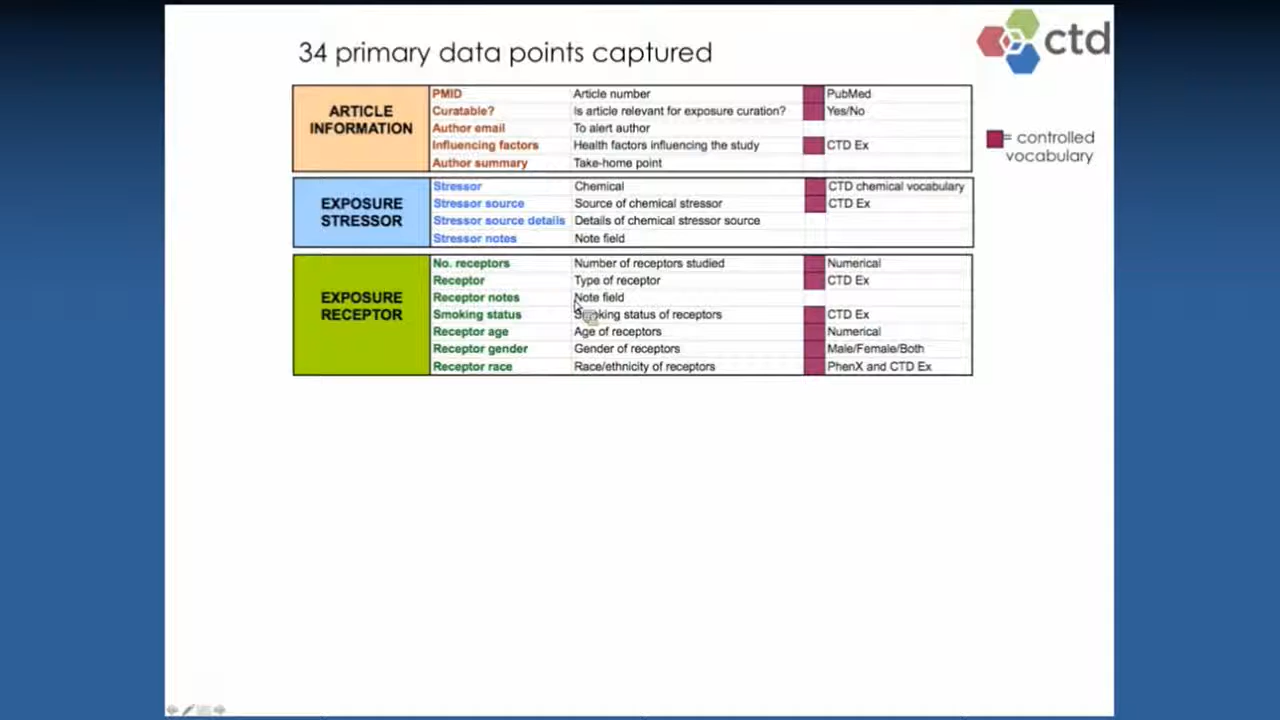 34 primary data points captured
ctd
ARTICLE INFORMATION
PMID Article number PubMed
Curatable? Is article relevant for exposure curation? Yes/No
Author email To alert author
Influencing factors Health factors influencing the study CTD Ex
Author summary Take-home point
= controlled vocabulary
EXPOSURE STRESSOR
Stressor Chemical CTD chemical vocabulary
Stressor source Source of chemical stressor CTD Ex
Stressor source details Details of chemical stressor source
Stressor notes Note field
EXPOSURE RECEPTOR
No. receptors Number of receptors studied Numerical
Receptor Type of receptor CTD Ex
Receptor notes Note field
Smoking status Smoking status of receptors CTD Ex
Receptor age Age of receptors Numerical
Receptor gender Gender of receptors Male/Female/Both
Receptor race Race/ethnicity of receptors PhenX and CTD Ex